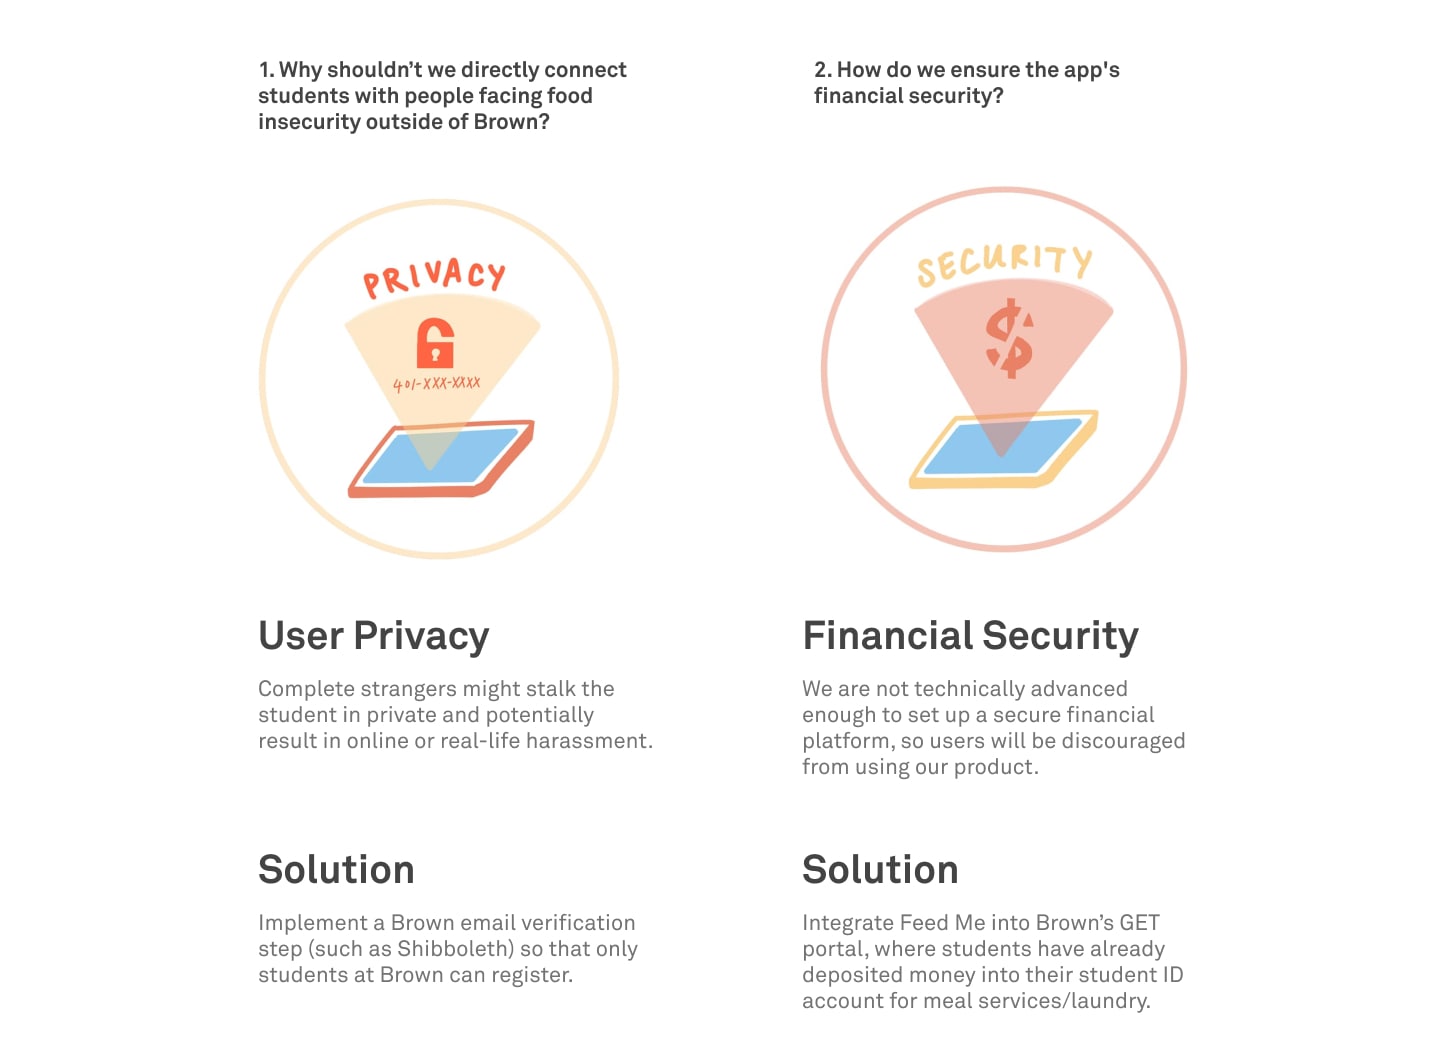 1. Why shouldn’t we directly connect
students with people facing food
insecurity outside of Brown?
PRIVACY
401-XXX-XXXX
User Privacy
Complete strangers might stalk the
student in private and potentially
result in online or real-life harassment.
Solution
Implement a Brown email verification
step (such as Shibboleth) so that only
students at Brown can register.
2. How do we ensure the app's
financial security?
SECURITY
$
Financial Security
We are not technically advanced
enough to set up a secure financial
platform, so users will be discouraged
from using our product.
Solution
Integrate Feed Me into Brown’s GET
portal, where students have already
deposited money into their student ID
account for meal services/laundry.